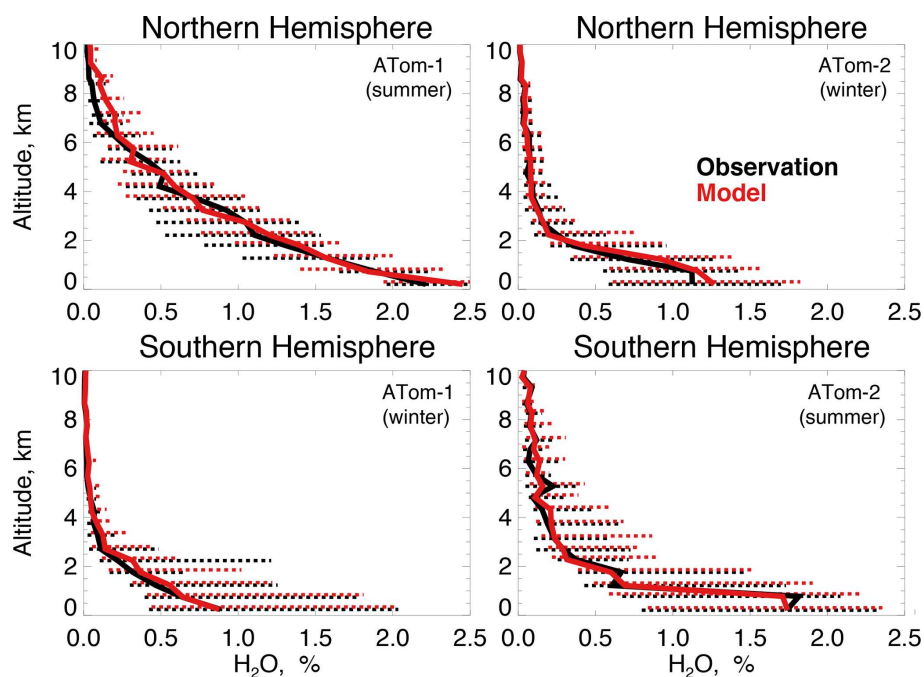 Northern Hemisphere
Northern Hemisphere
Altitude, km
10
8
6
4
2
0
0.0 0.5 1.0 1.5 2.0 2.5
ATom-1
(summer)
10
8
6
4
2
0
0.0 0.5 1.0 1.5 2.0 2.5
ATom-2
(winter)
Observation
Model
Southern Hemisphere
Southern Hemisphere
Altitude, km
10
8
6
4
2
0
0.0 0.5 1.0 1.5 2.0 2.5
H₂O, %
ATom-1
(winter)
10
8
6
4
2
0
0.0 0.5 1.0 1.5 2.0 2.5
H₂O, %
ATom-2
(summer)